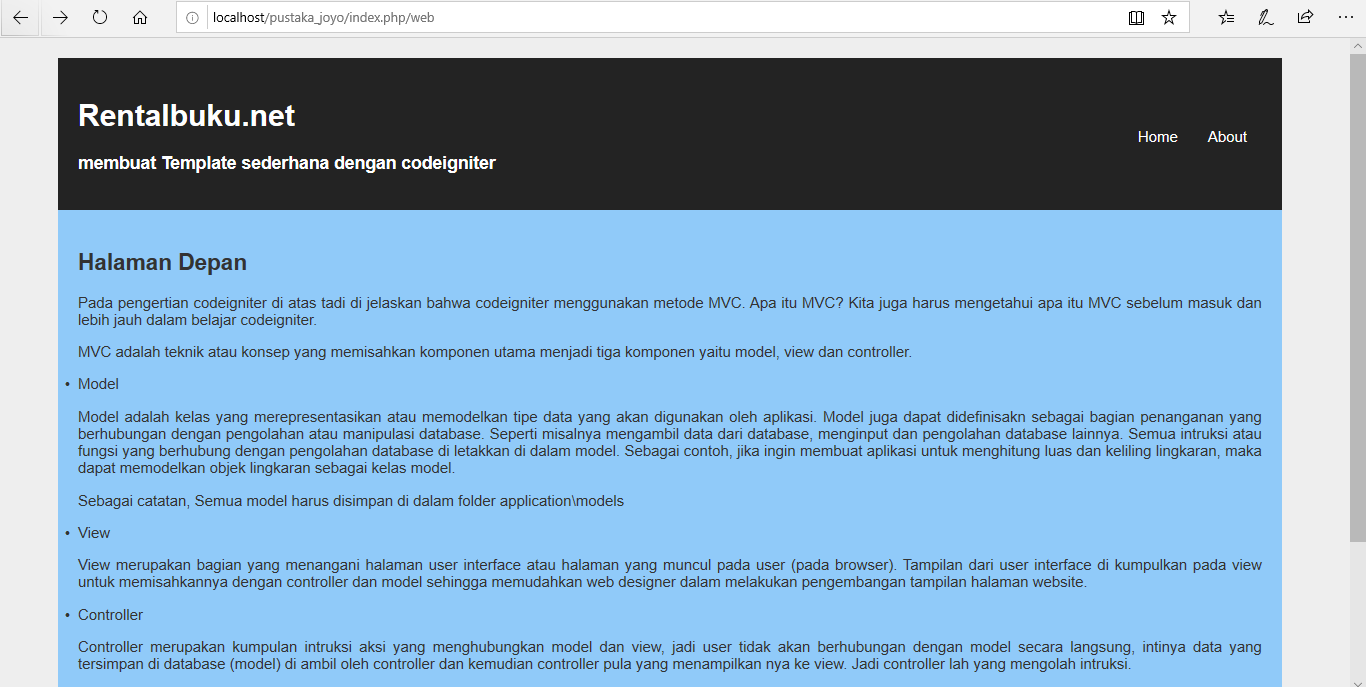 localhost/pustaka_joyo/index.php/web
Rentalbuku.net
membuat Template sederhana dengan codeigniter
Home About
Halaman Depan
Pada pengertian codeigniter di atas tadi di jelaskan bahwa codeigniter menggunakan metode MVC. Apa itu MVC? Kita juga harus mengetahui apa itu MVC sebelum masuk dan
lebih jauh dalam belajar codeigniter.
MVC adalah teknik atau konsep yang memisahkan komponen utama menjadi tiga komponen yaitu model, view dan controller.
• Model
Model adalah kelas yang merepresentasikan atau memodelkan tipe data yang akan digunakan oleh aplikasi. Model juga dapat didefinisakn sebagai bagian penanganan yang
berhubungan dengan pengolahan atau manipulasi database. Seperti misalnya mengambil data dari database, menginput dan pengolahan database lainnya. Semua intruksi atau
fungsi yang berhubung dengan pengolahan database di letakkan di dalam model. Sebagai contoh, jika ingin membuat aplikasi untuk menghitung luas dan keliling lingkaran, maka
dapat memodelkan objek lingkaran sebagai kelas model.
Sebagai catatan, Semua model harus disimpan di dalam folder application\models
• View
View merupakan bagian yang menangani halaman user interface atau halaman yang muncul pada user (pada browser). Tampilan dari user interface di kumpulkan pada view
untuk memisahkannya dengan controller dan model sehingga memudahkan web designer dalam melakukan pengembangan tampilan halaman website.
• Controller
Controller merupakan kumpulan intruksi aksi yang menghubungkan model dan view, jadi user tidak akan berhubungan dengan model secara langsung, intinya data yang
tersimpan di database (model) di ambil oleh controller dan kemudian controller pula yang menampilkan nya ke view. Jadi controller lah yang mengolah intruksi.